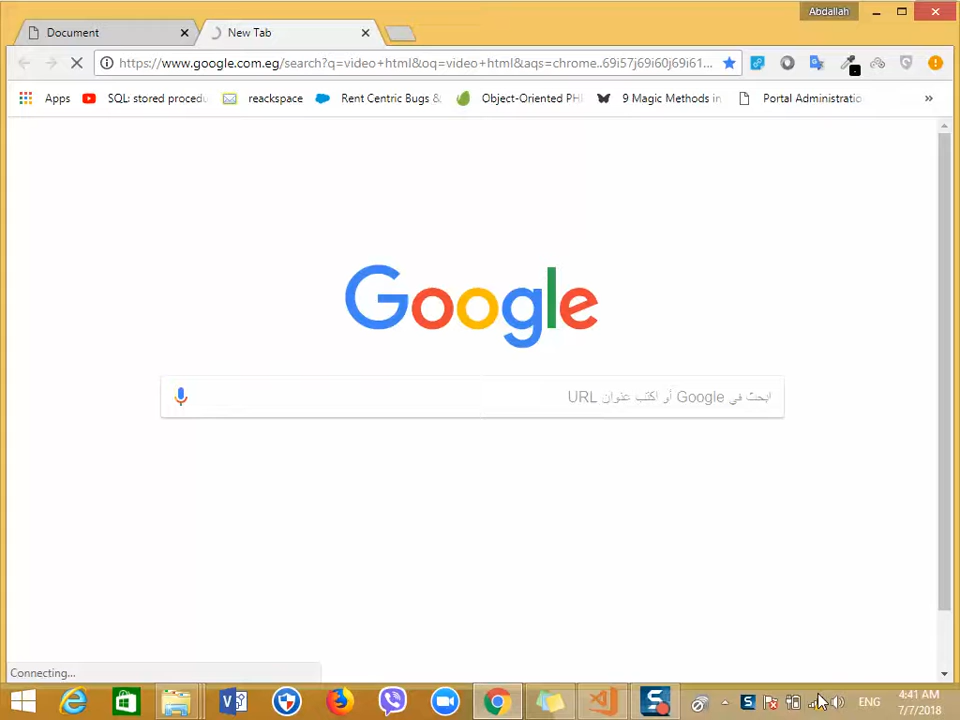 Abdallah
Document
New Tab
https://www.google.com.eg/search?q=video+html&oq=video+html&aqs=chrome..69i57j69i60j69i61...
Apps
SQL: stored procedu
reackspace
Rent Centric Bugs &
Object-Oriented PH
9 Magic Methods in
Portal Administratio
»
Google
ابحث في Google أو اكتب عنوان URL
Connecting...
ENG
4:41 AM
7/7/2018